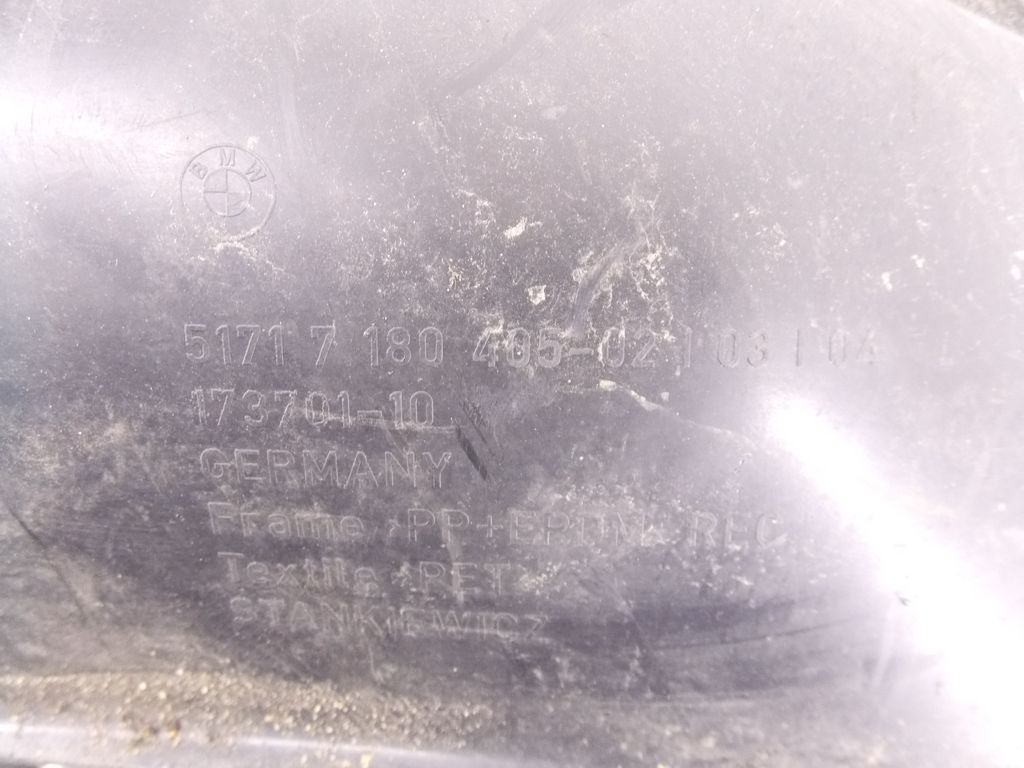 BMW
5171 7 180 405-02 | 03 | 04
173701-10
GERMANY
Frame >PP+EPDM< REC
Textile >PET<
STANKIEWICZ